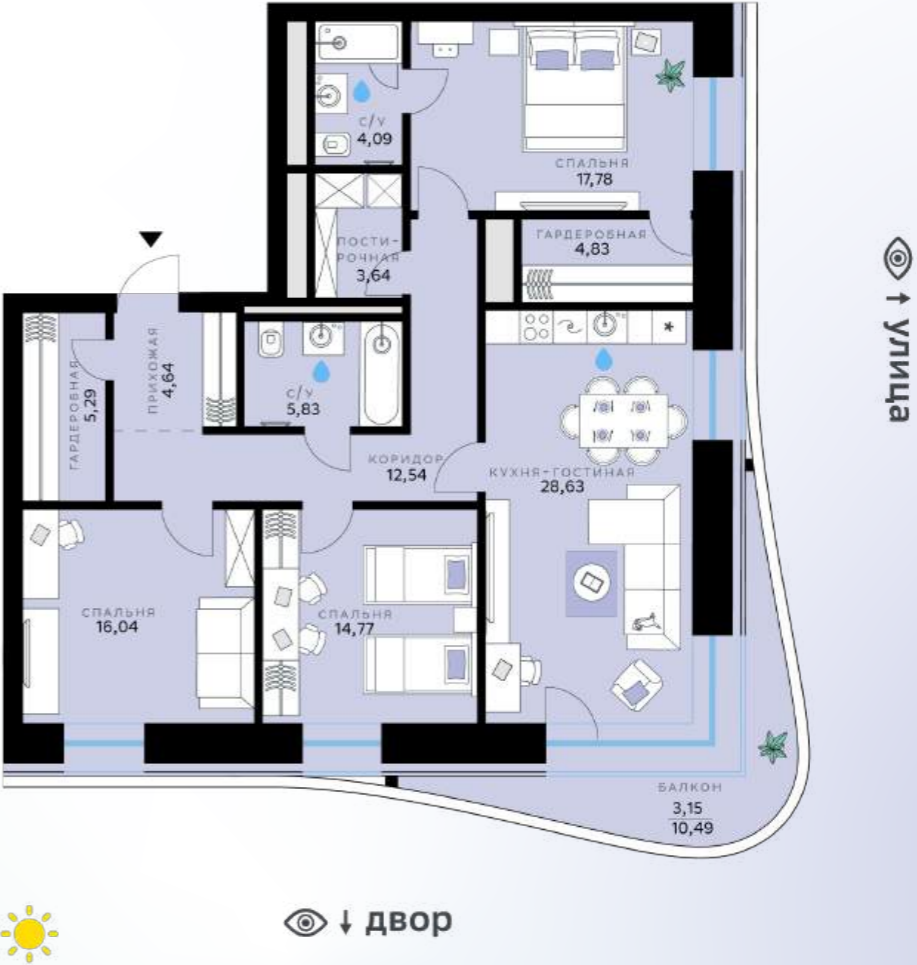 С/У
4,09
СПАЛЬНЯ
17,78
ПОСТИ-
РОЧНАЯ
3,64
ГАРДЕРОБНАЯ
4,83
ГАРДЕРОБНАЯ
5,29
ПРИХОЖАЯ
4,64
С/У
5,83
КОРИДОР
12,54
КУХНЯ-ГОСТИНАЯ
28,63
СПАЛЬНЯ
16,04
СПАЛЬНЯ
14,77
БАЛКОН
3,15
10,49
улица
двор